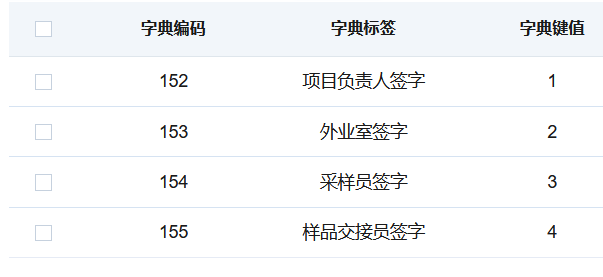 字典编码 字典标签 字典键值
152 项目负责人签字 1
153 外业室签字 2
154 采样员签字 3
155 样品交接员签字 4